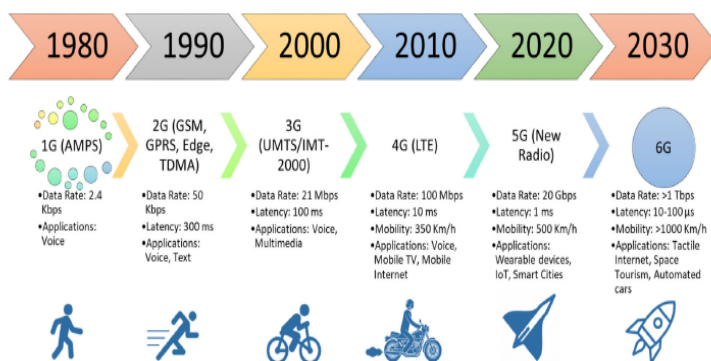 1980
1990
2000
2010
2020
2030
1G (AMPS)
•Data Rate: 2.4
Kbps
•Applications:
Voice
2G (GSM,
GPRS, Edge,
TDMA)
•Data Rate: 50
Kbps
•Latency: 300 ms
•Applications:
Voice, Text
3G
(UMTS/IMT-
2000)
•Data Rate: 21 Mbps
•Latency: 100 ms
•Applications: Voice,
Multimedia
4G (LTE)
•Data Rate: 100 Mbps
•Latency: 10 ms
•Mobility: 350 Km/h
•Applications: Voice,
Mobile TV, Mobile
Internet
5G (New
Radio)
•Data Rate: 20 Gbps
•Latency: 1 ms
•Mobility: 500 Km/h
•Applications:
Wearable devices,
IoT, Smart Cities
6G
•Data Rate: >1 Tbps
•Latency: 10-100 µs
•Mobility: >1000 Km/h
•Applications: Tactile
Internet, Space
Tourism, Automated
cars